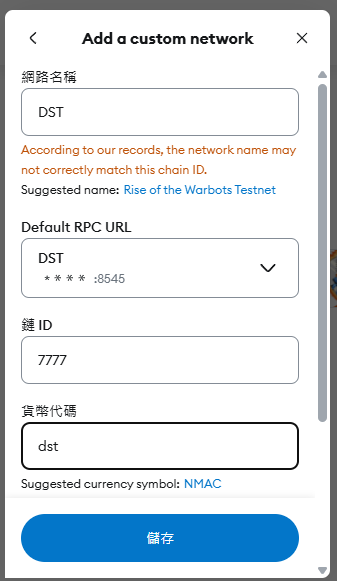 Add a custom network
網路名稱
DST
According to our records, the network name may
not correctly match this chain ID.
Suggested name: Rise of the Warbots Testnet
Default RPC URL
DST
**** :8545
鏈 ID
7777
貨幣代碼
dst
Suggested currency symbol: NMAC
儲存